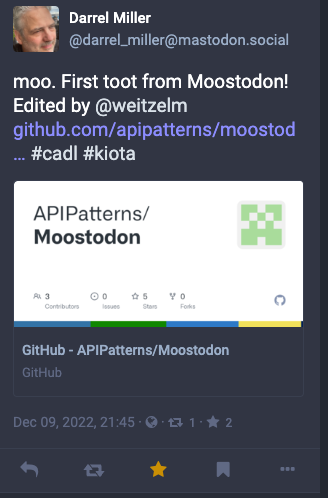 Darrel Miller
@darrel_miller@mastodon.social
moo. First toot from Moostodon!
Edited by @weitzelm
github.com/apipatterns/moostod
… #cadl #kiota
APIPatterns/
Moostodon
3 0 5 0
Contributors Issues Stars Forks
GitHub - APIPatterns/Moostodon
GitHub
Dec 09, 2022, 21:45 · · 1 · 2